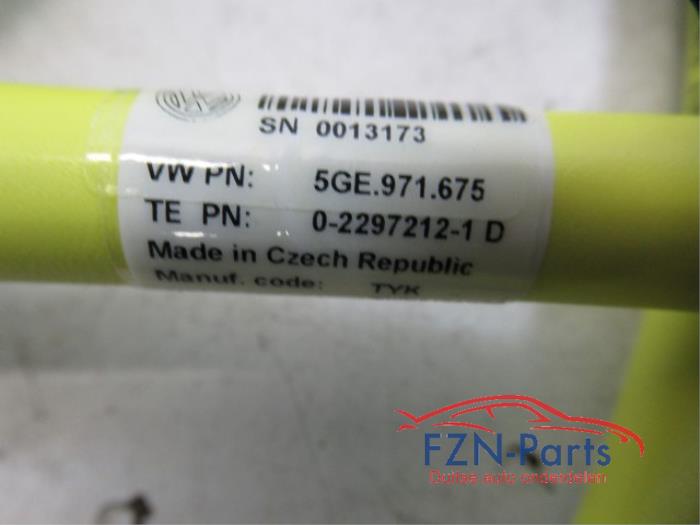 SN 0013173
VW PN: 5GE.971.675
TE PN: 0-2297212-1 D
Made in Czech Republic
Manuf. code: TYK
FZN-Parts
Duitse auto onderdelen